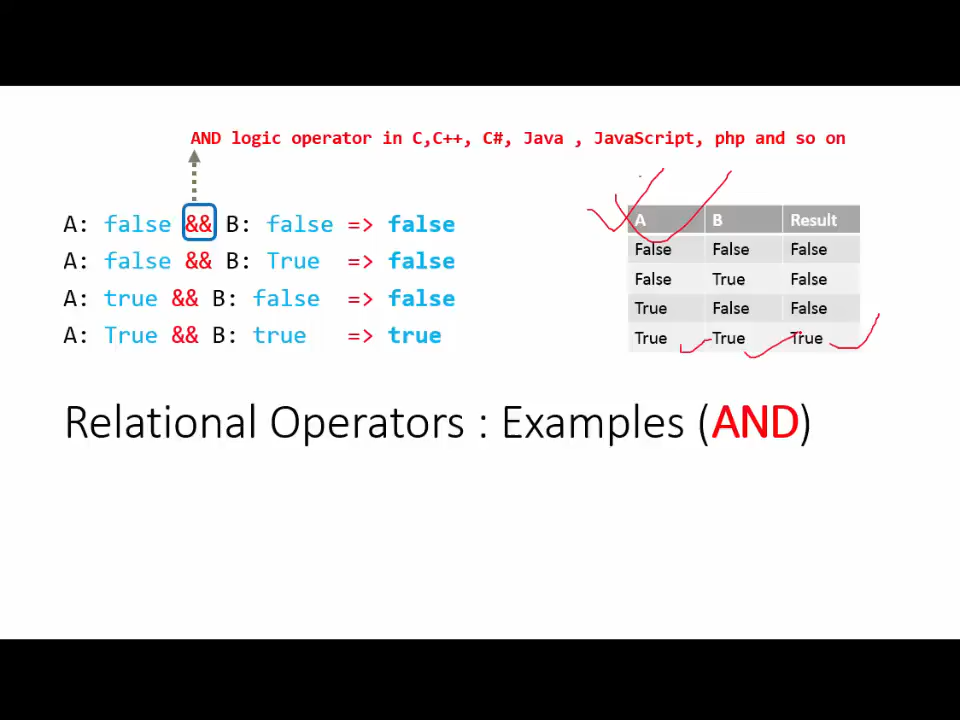 AND logic operator in C,C++, C#, Java , JavaScript, php and so on
A: false && B: false => false
A: false && B: True => false
A: true && B: false => false
A: True && B: true => true
A B Result
False False False
False True False
True False False
True True True
Relational Operators : Examples (AND)